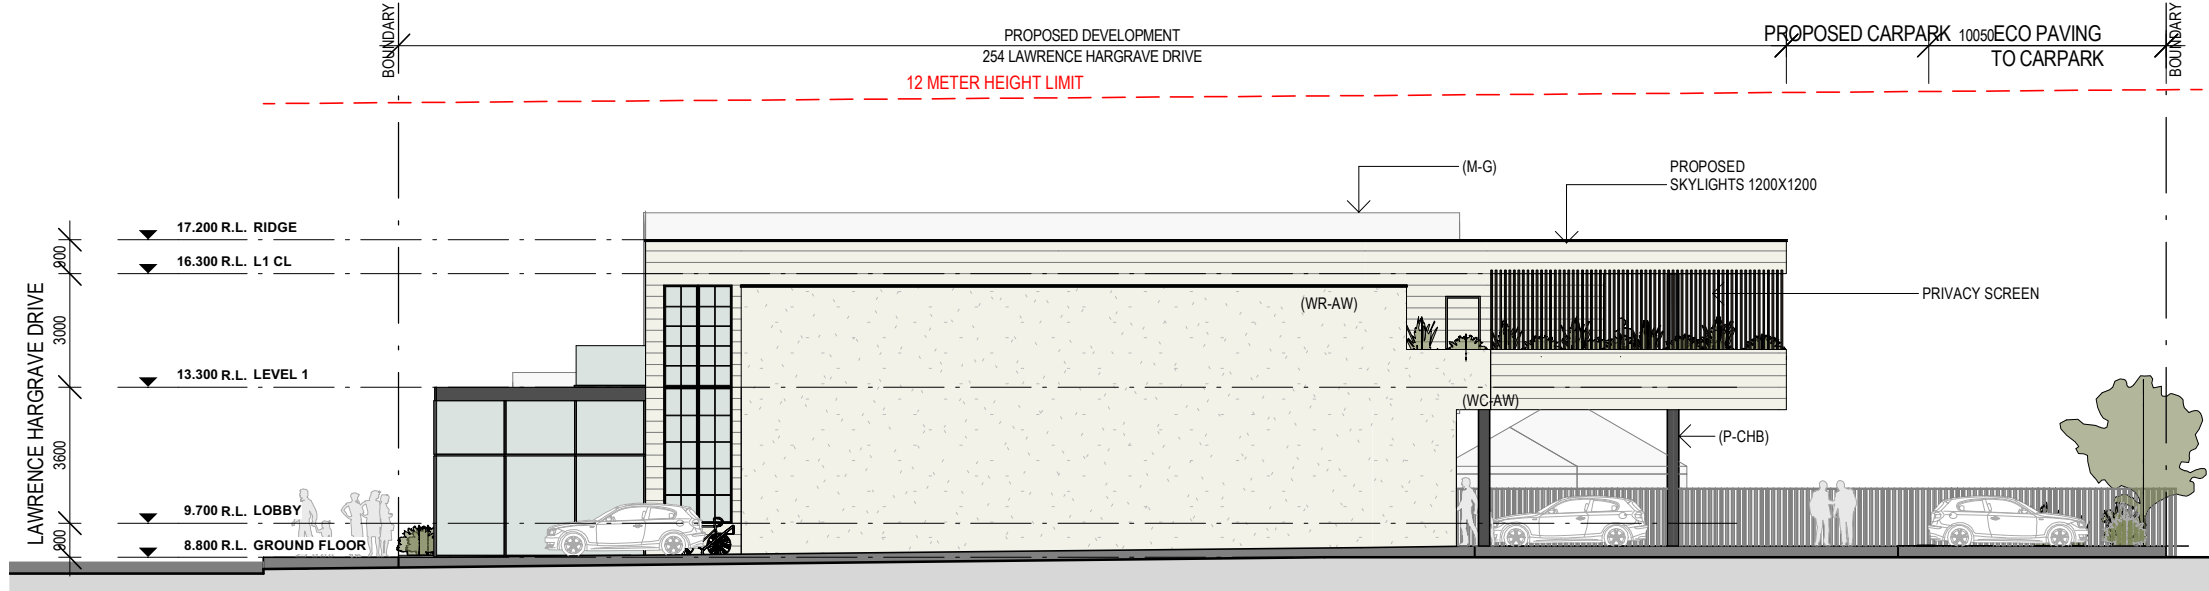 BOUNDARY
PROPOSED DEVELOPMENT
254 LAWRENCE HARGRAVE DRIVE
12 METER HEIGHT LIMIT
PROPOSED CARPARK
10050
ECO PAVING
TO CARPARK
BOUNDARY
(M-G)
PROPOSED
SKYLIGHTS 1200X1200
17.200 R.L. RIDGE
900
16.300 R.L. L1 CL
3000
13.300 R.L. LEVEL 1
3600
9.700 R.L. LOBBY
900
8.800 R.L. GROUND FLOOR
LAWRENCE HARGRAVE DRIVE
(WR-AW)
PRIVACY SCREEN
(WC-AW)
(P-CHB)